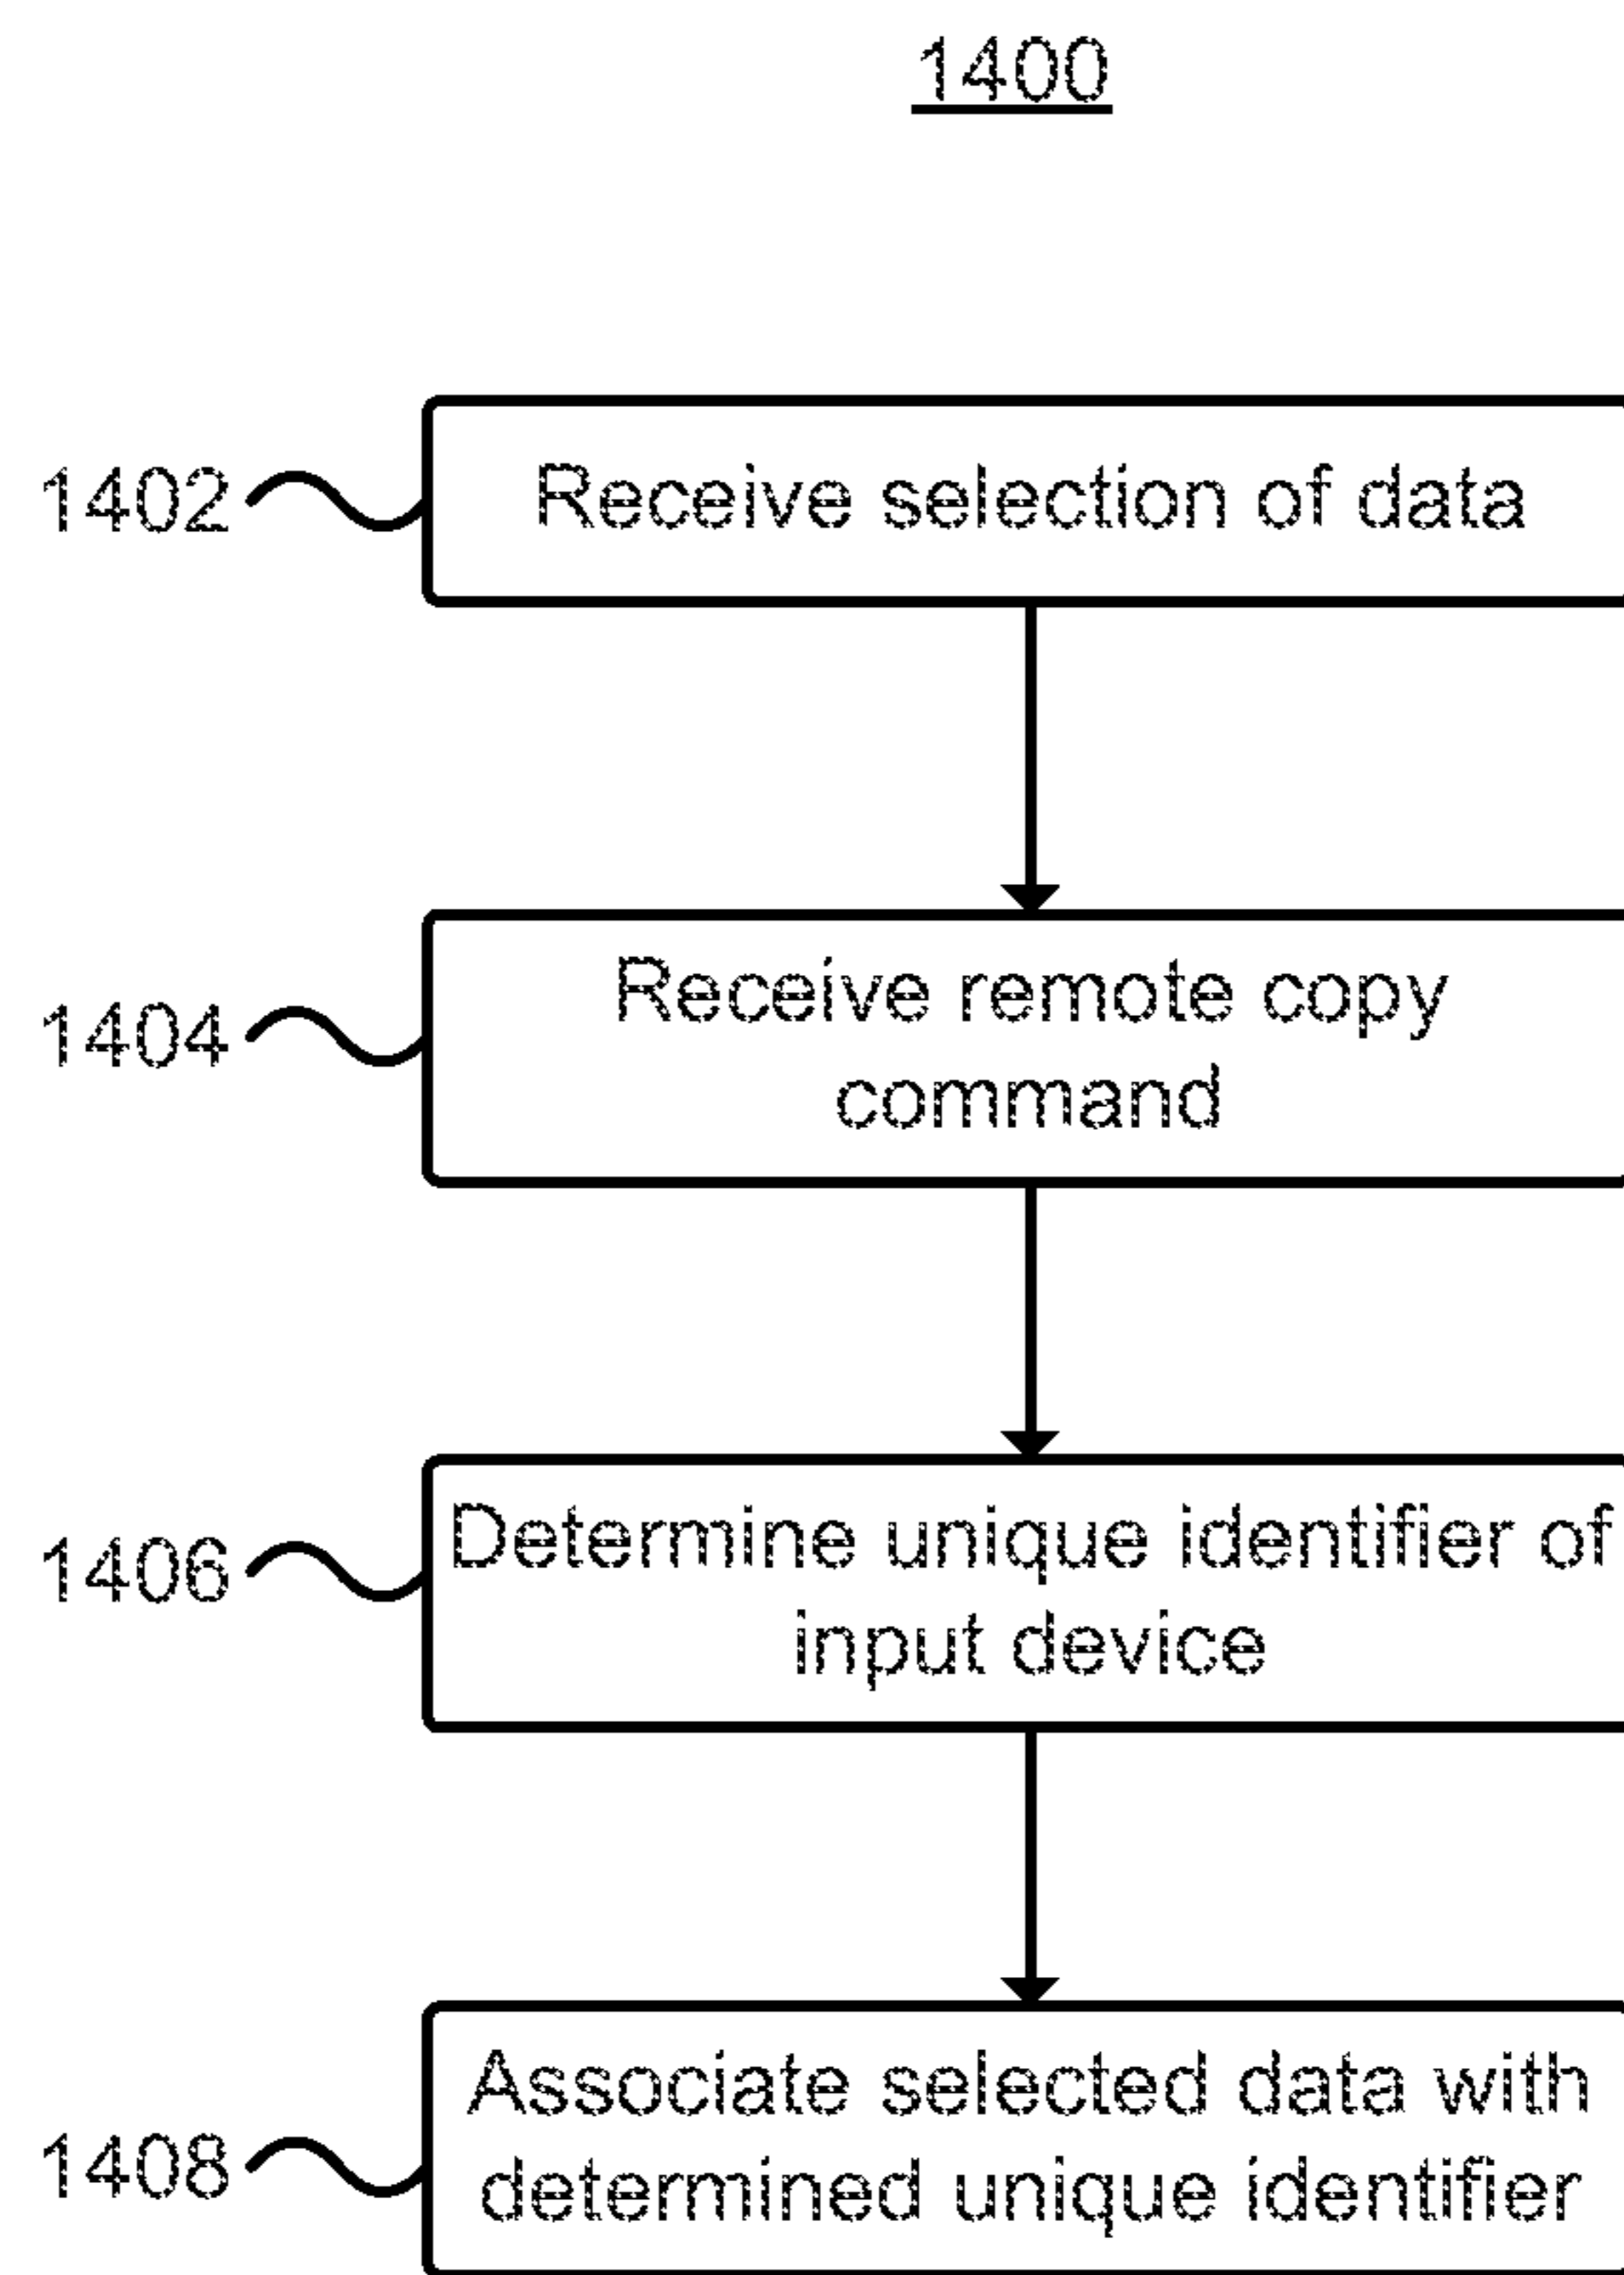 1400
1402
Receive selection of data
1404
Receive remote copy
command
1406
Determine unique identifier of
input device
1408
Associate selected data with
determined unique identifier